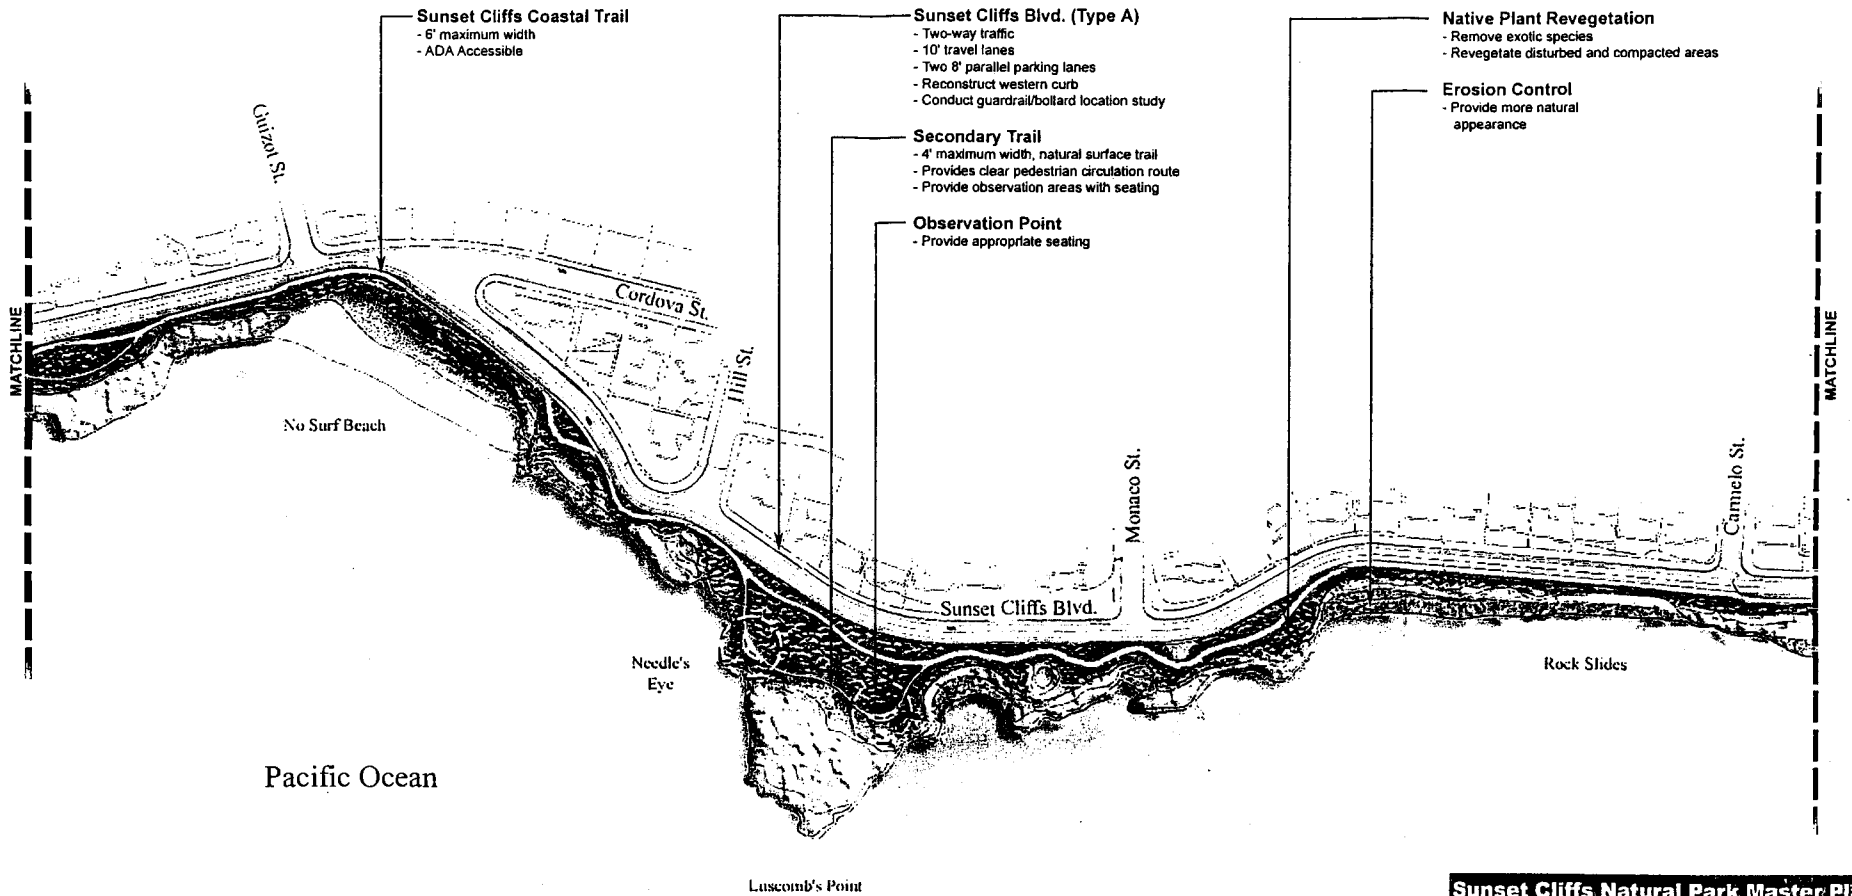 Sunset Cliffs Coastal Trail
- 6' maximum width
- ADA Accessible
Sunset Cliffs Blvd. (Type A)
- Two-way traffic
- 10' travel lanes
- Two 8' parallel parking lanes
- Reconstruct western curb
- Conduct guardrail/bollard location study
Secondary Trail
- 4' maximum width, natural surface trail
- Provides clear pedestrian circulation route
- Provide observation areas with seating
Observation Point
- Provide appropriate seating
Native Plant Revegetation
- Remove exotic species
- Revegetate disturbed and compacted areas
Erosion Control
- Provide more natural
appearance
MATCHLINE
Guizot St.
Cordova St.
Hill St.
No Surf Beach
Monaco St.
Carmelo St.
MATCHLINE
Sunset Cliffs Blvd.
Needle's
Eye
Rock Slides
Pacific Ocean
Luscomb's Point
Sunset Cliffs Natural Park Master Pl